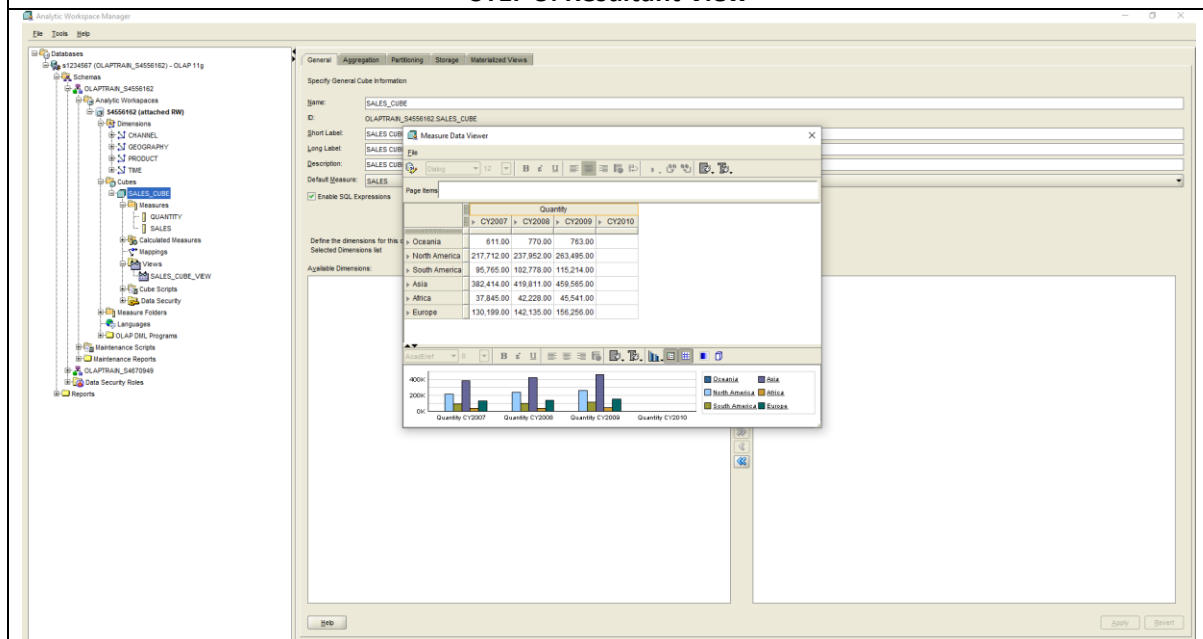 STEP 3: Resultant View
Analytic Workspace Manager
File Tools Help
Databases
s1234567 (OLAPTRAIN_S4556162) - OLAP 11g
Schemas
OLAPTRAIN_S4556162
Analytic Workspaces
S4556162 (attached RW)
Dimensions
CHANNEL
GEOGRAPHY
PRODUCT
TIME
Cubes
SALES_CUBE
Measures
QUANTITY
SALES
Calculated Measures
Mappings
Views
SALES_CUBE_VIEW
Cube Scripts
Data Security
Measure Folders
Languages
OLAP DML Programs
Maintenance Scripts
Maintenance Reports
OLAPTRAIN_S4670949
Data Security Roles
Reports
General Aggregation Partitioning Storage Materialized Views
Specify General Cube Information
Name: SALES_CUBE
ID: OLAPTRAIN_S4556162.SALES_CUBE
Short Label: SALES CUB
Long Label: SALES CUB
Description: SALES CUB
Default Measure: SALES
Enable SQL Expressions
Define the dimensions for this c
Selected Dimensions list
Available Dimensions:
Measure Data Viewer
File
Dialog 12 B i U
Page Items
Quantity
CY2007 CY2008 CY2009 CY2010
Oceania 611.00 770.00 763.00
North America 217,712.00 237,952.00 263,495.00
South America 95,765.00 102,778.00 115,214.00
Asia 382,414.00 419,811.00 459,565.00
Africa 37,845.00 42,228.00 45,541.00
Europe 130,199.00 142,135.00 156,256.00
B i U
400K
200K
0K
Quantity CY2007 Quantity CY2008 Quantity CY2009 Quantity CY2010
Oceania Asia
North America Africa
South America Europe
Help Apply Revert